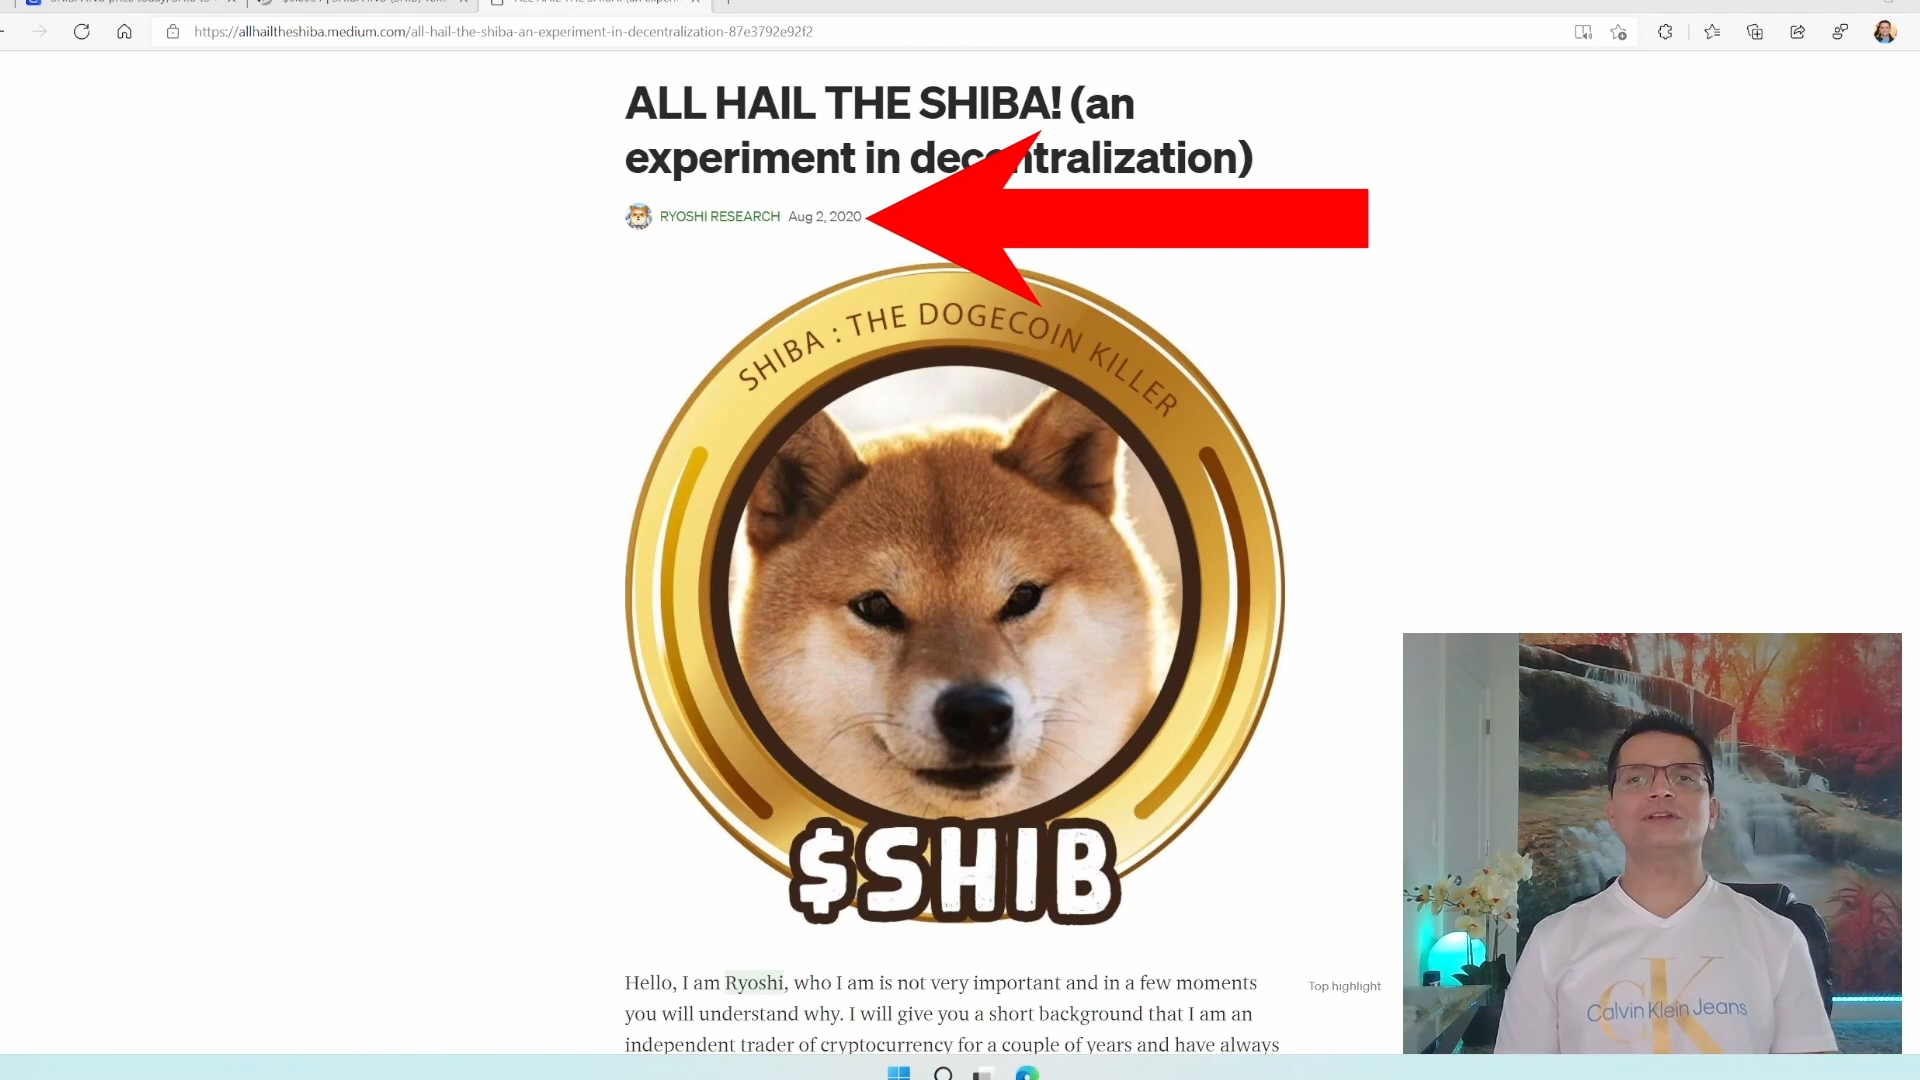 https://allhailtheshiba.medium.com/all-hail-the-shiba-an-experiment-in-decentralization-87e3792e92f2
ALL HAIL THE SHIBA! (an
experiment in decentralization)
RYOSHI RESEARCH Aug 2, 2020
SHIBA : THE DOGECOIN KILLER
$SHIB
Hello, I am Ryoshi, who I am is not very important and in a few moments
you will understand why. I will give you a short background that I am an
independent trader of cryptocurrency for a couple of years and have always
Top highlight
CK
Calvin Klein Jeans